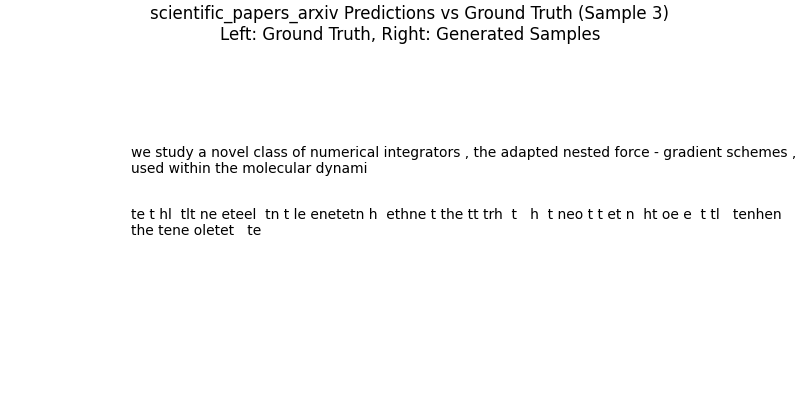 scientific_papers_arxiv Predictions vs Ground Truth (Sample 3)
Left: Ground Truth, Right: Generated Samples
we study a novel class of numerical integrators , the adapted nested force - gradient schemes ,
used within the molecular dynami
te t hl  tlt ne eteel  tn t le enetetn h  ethne t the tt trh  t   h  t neo t t et n  ht oe e  t tl   tenhen
the tene oletet   te